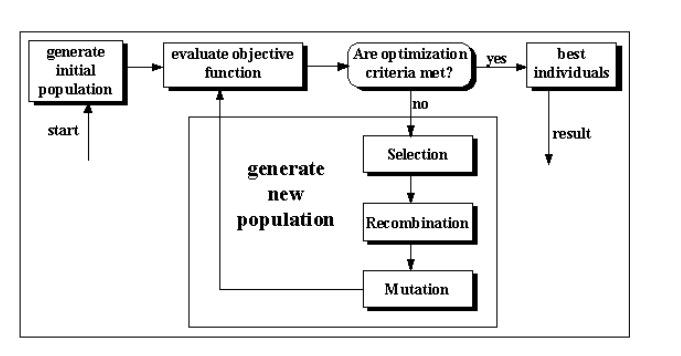 generate
initial
population
evaluate objective
function
Are optimization
criteria met?
yes
best
individuals
start
no
result
generate
new
population
Selection
Recombination
Mutation